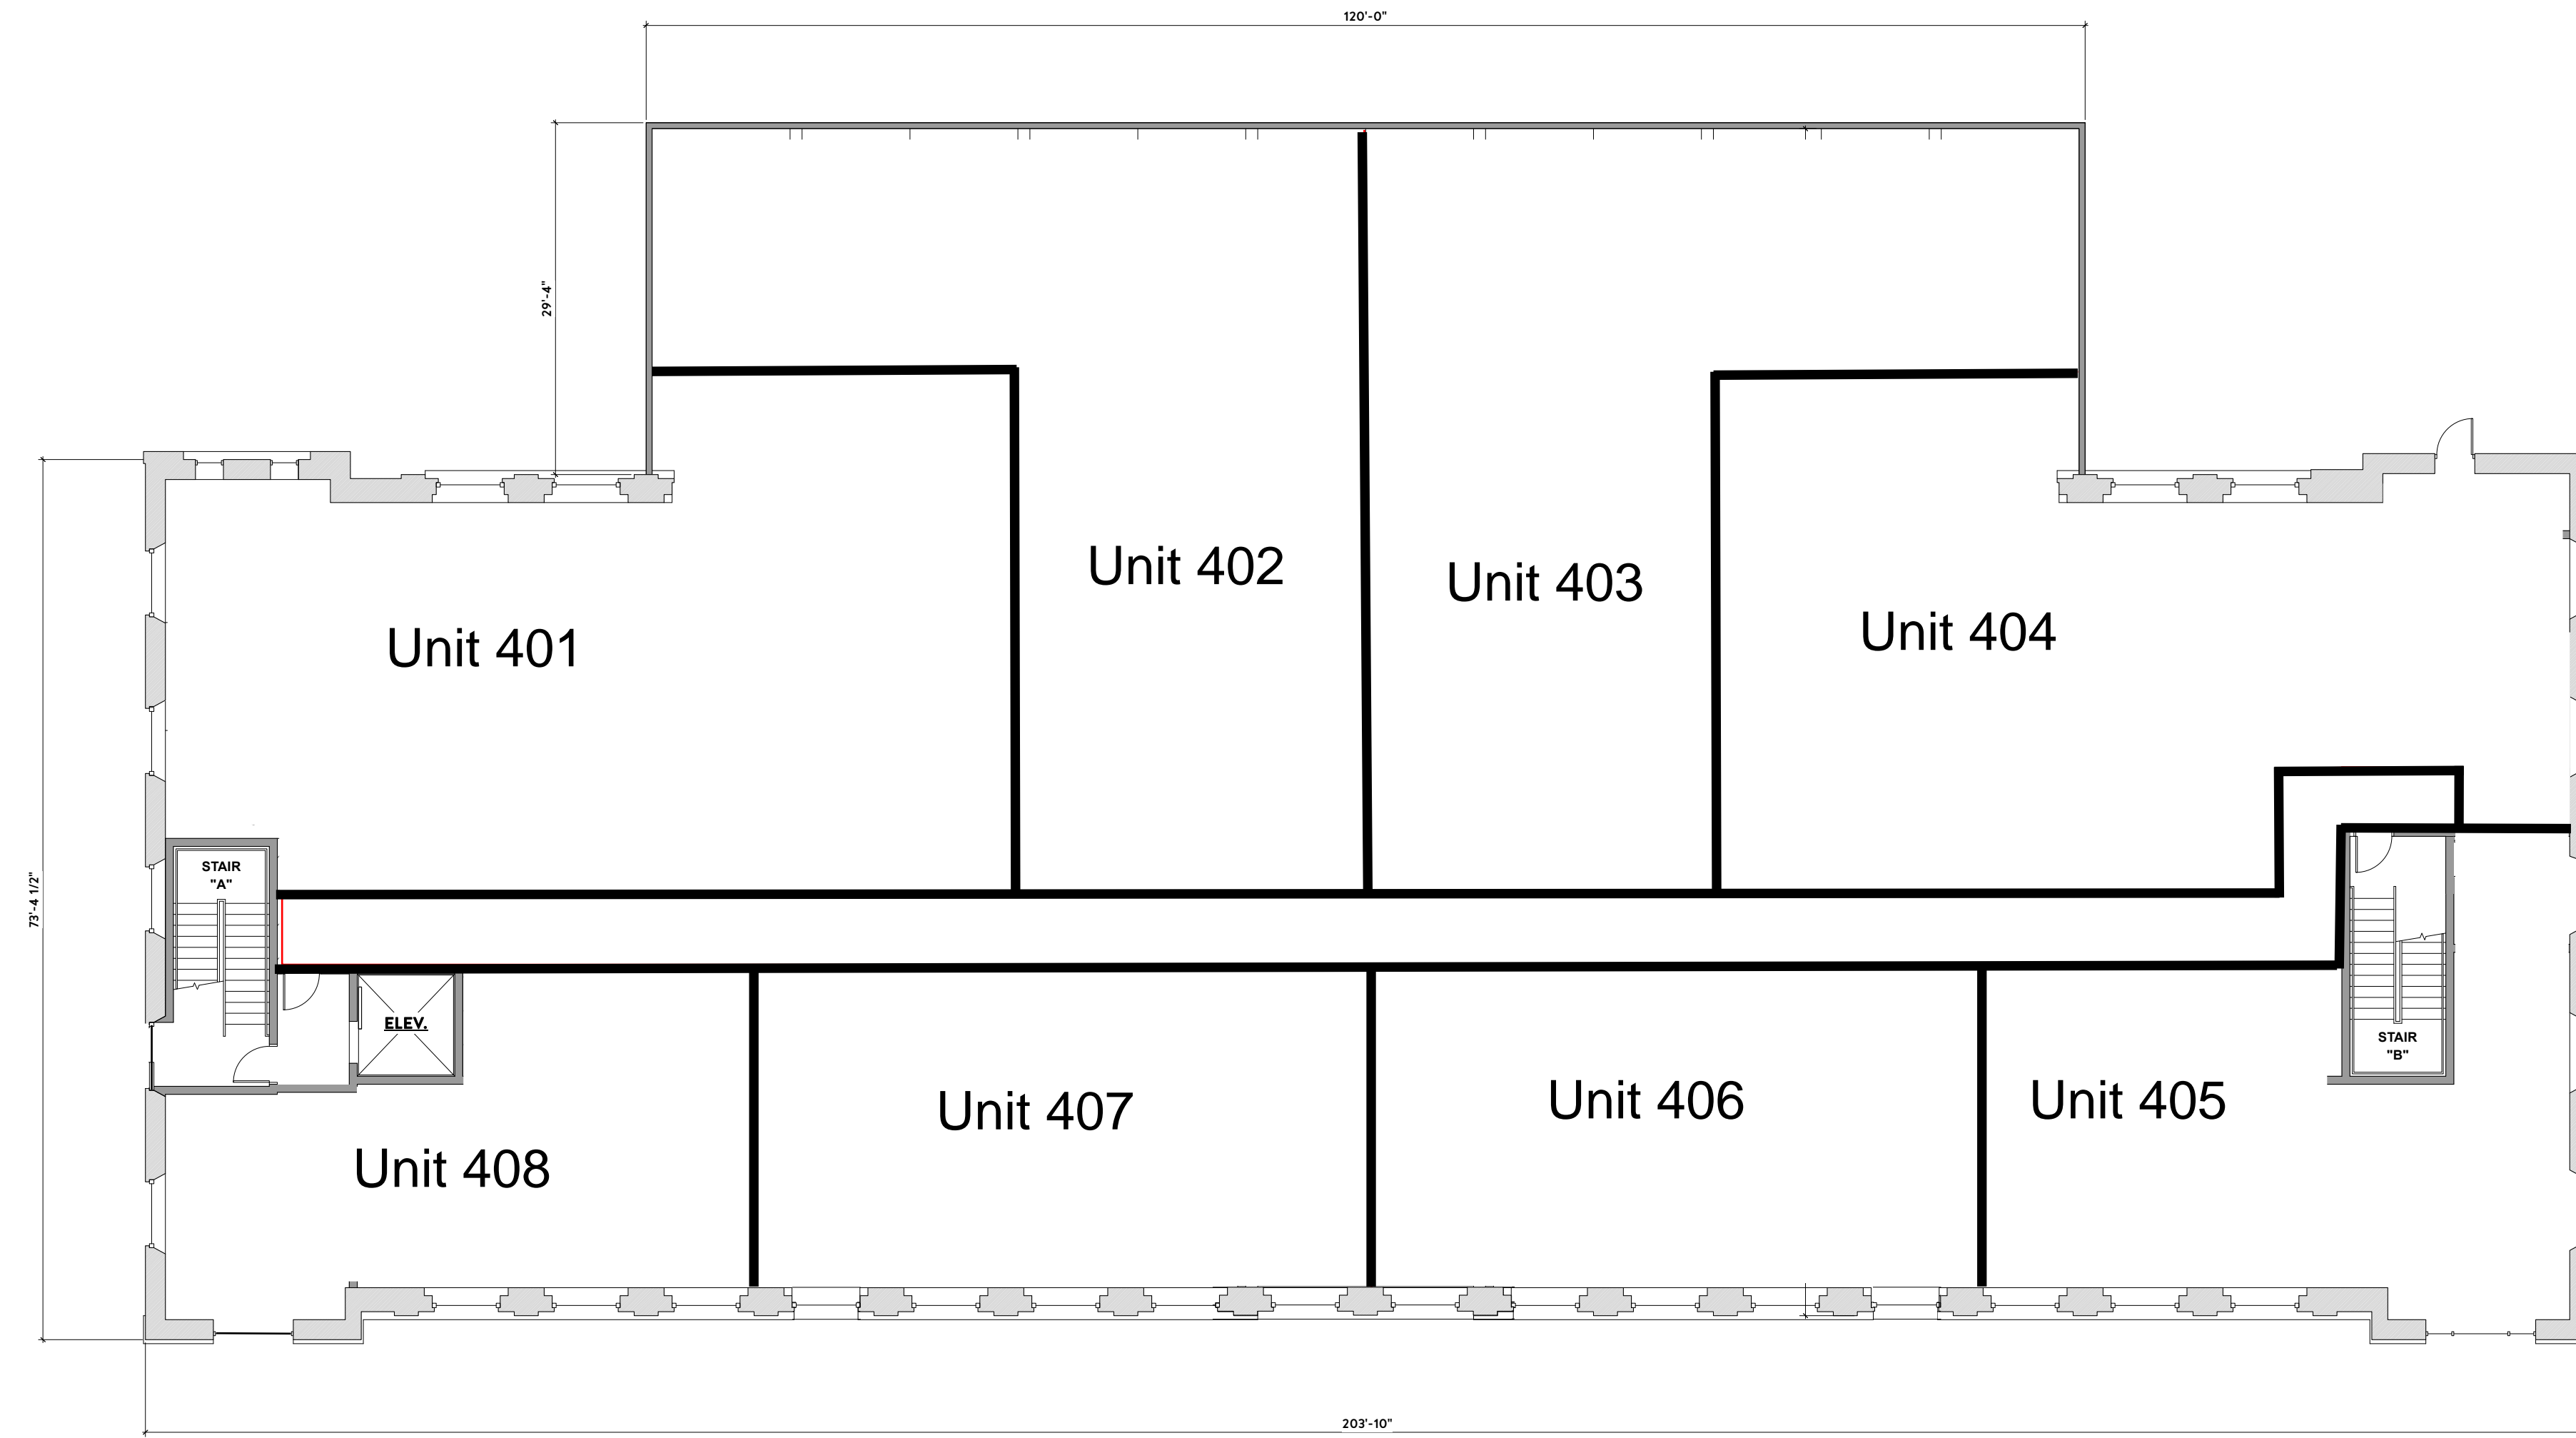 120'-0"
29'-4"
Unit 402
Unit 403
Unit 404
Unit 401
STAIR
"A"
73'-4 1/2"
ELEV.
STAIR
"B"
Unit 407
Unit 406
Unit 405
Unit 408
203'-10"